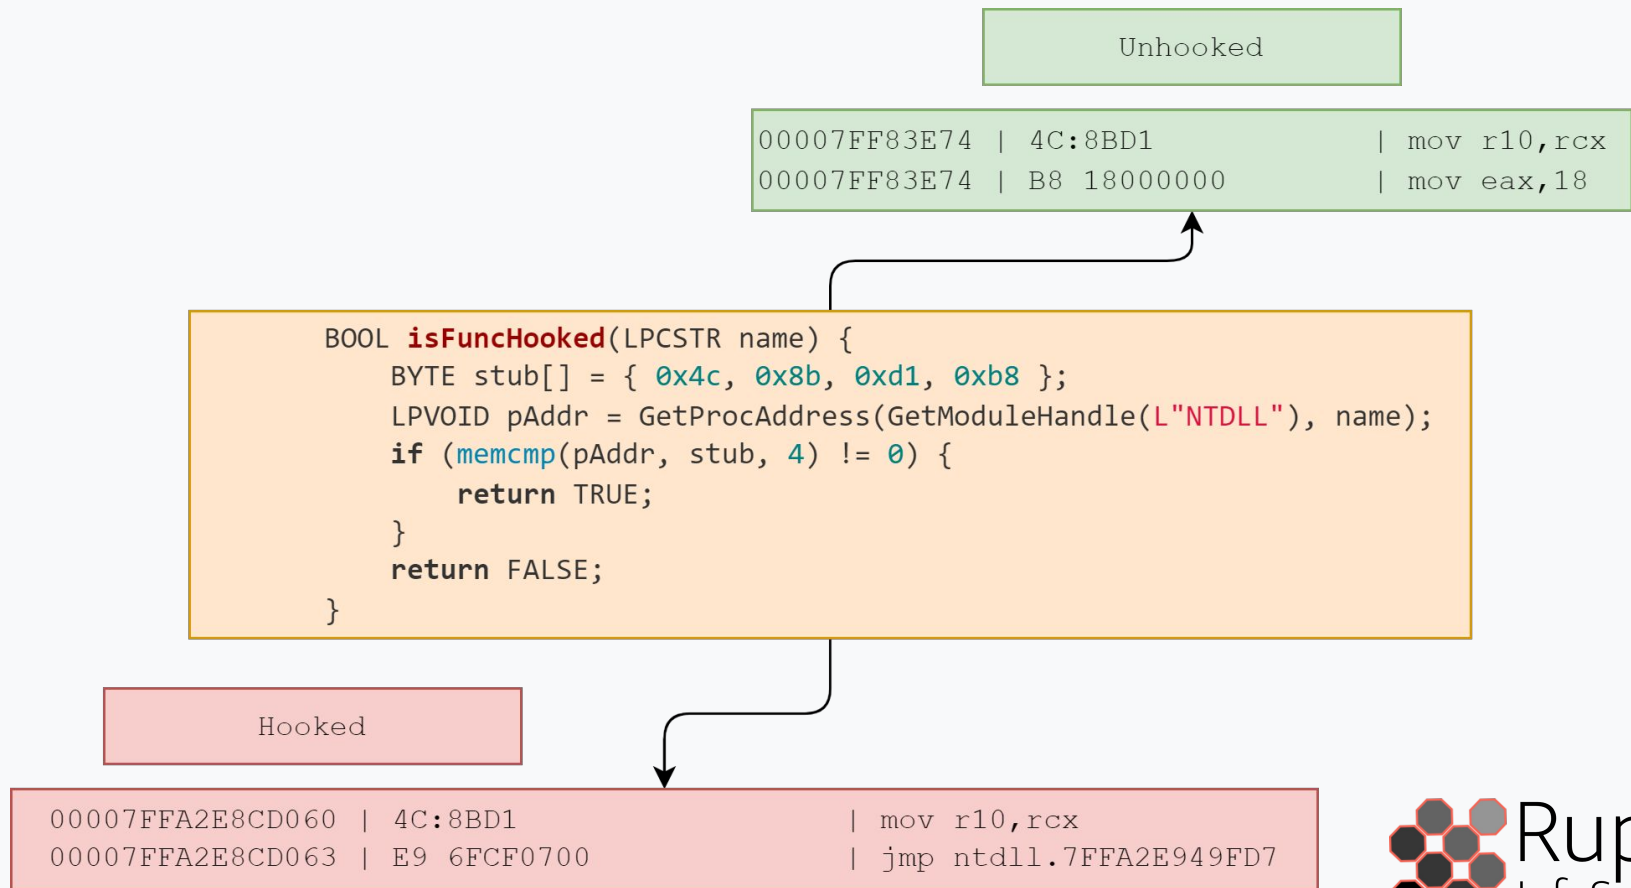 Unhooked
00007FF83E74 | 4C:8BD1 | mov r10,rcx
00007FF83E74 | B8 18000000 | mov eax,18
BOOL isFuncHooked(LPCSTR name) {
BYTE stub[] = { 0x4c, 0x8b, 0xd1, 0xb8 };
LPVOID pAddr = GetProcAddress(GetModuleHandle(L"NTDLL"), name);
if (memcmp(pAddr, stub, 4) != 0) {
return TRUE;
}
return FALSE;
}
Hooked
00007FFA2E8CD060 | 4C:8BD1 | mov r10,rcx
00007FFA2E8CD063 | E9 6FCF0700 | jmp ntdll.7FFA2E949FD7